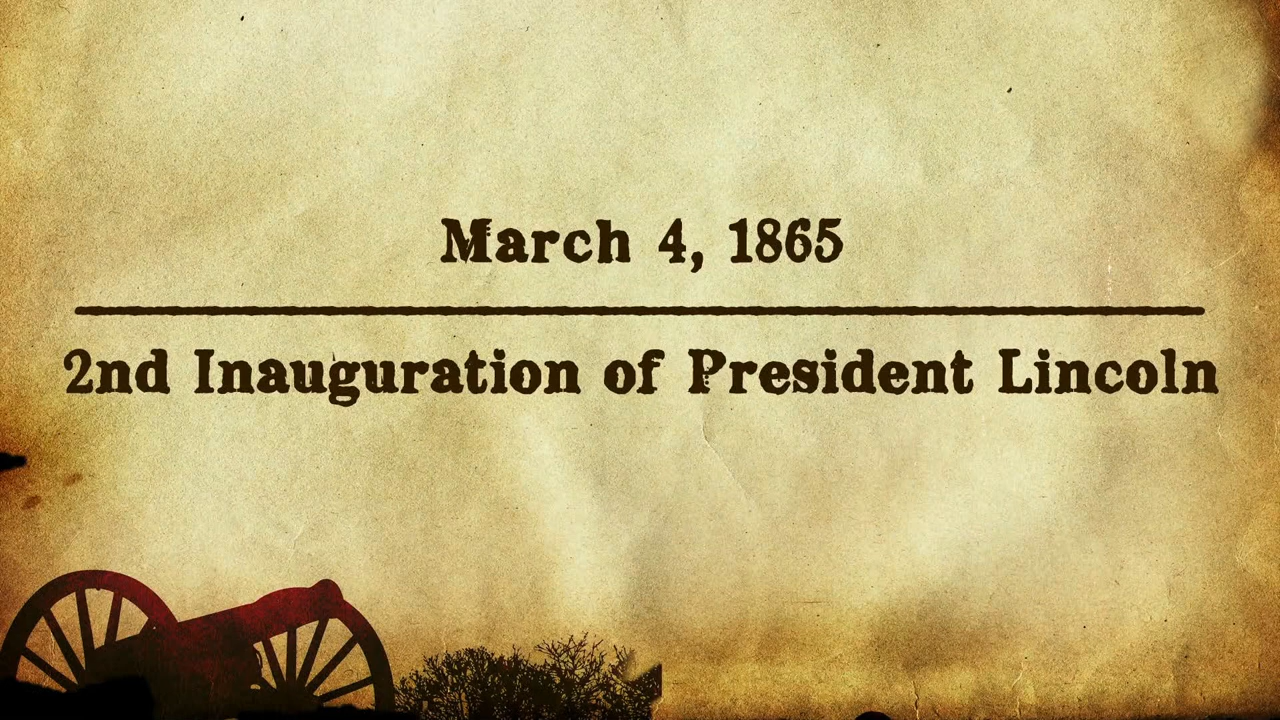 March 4, 1865
2nd Inauguration of President Lincoln